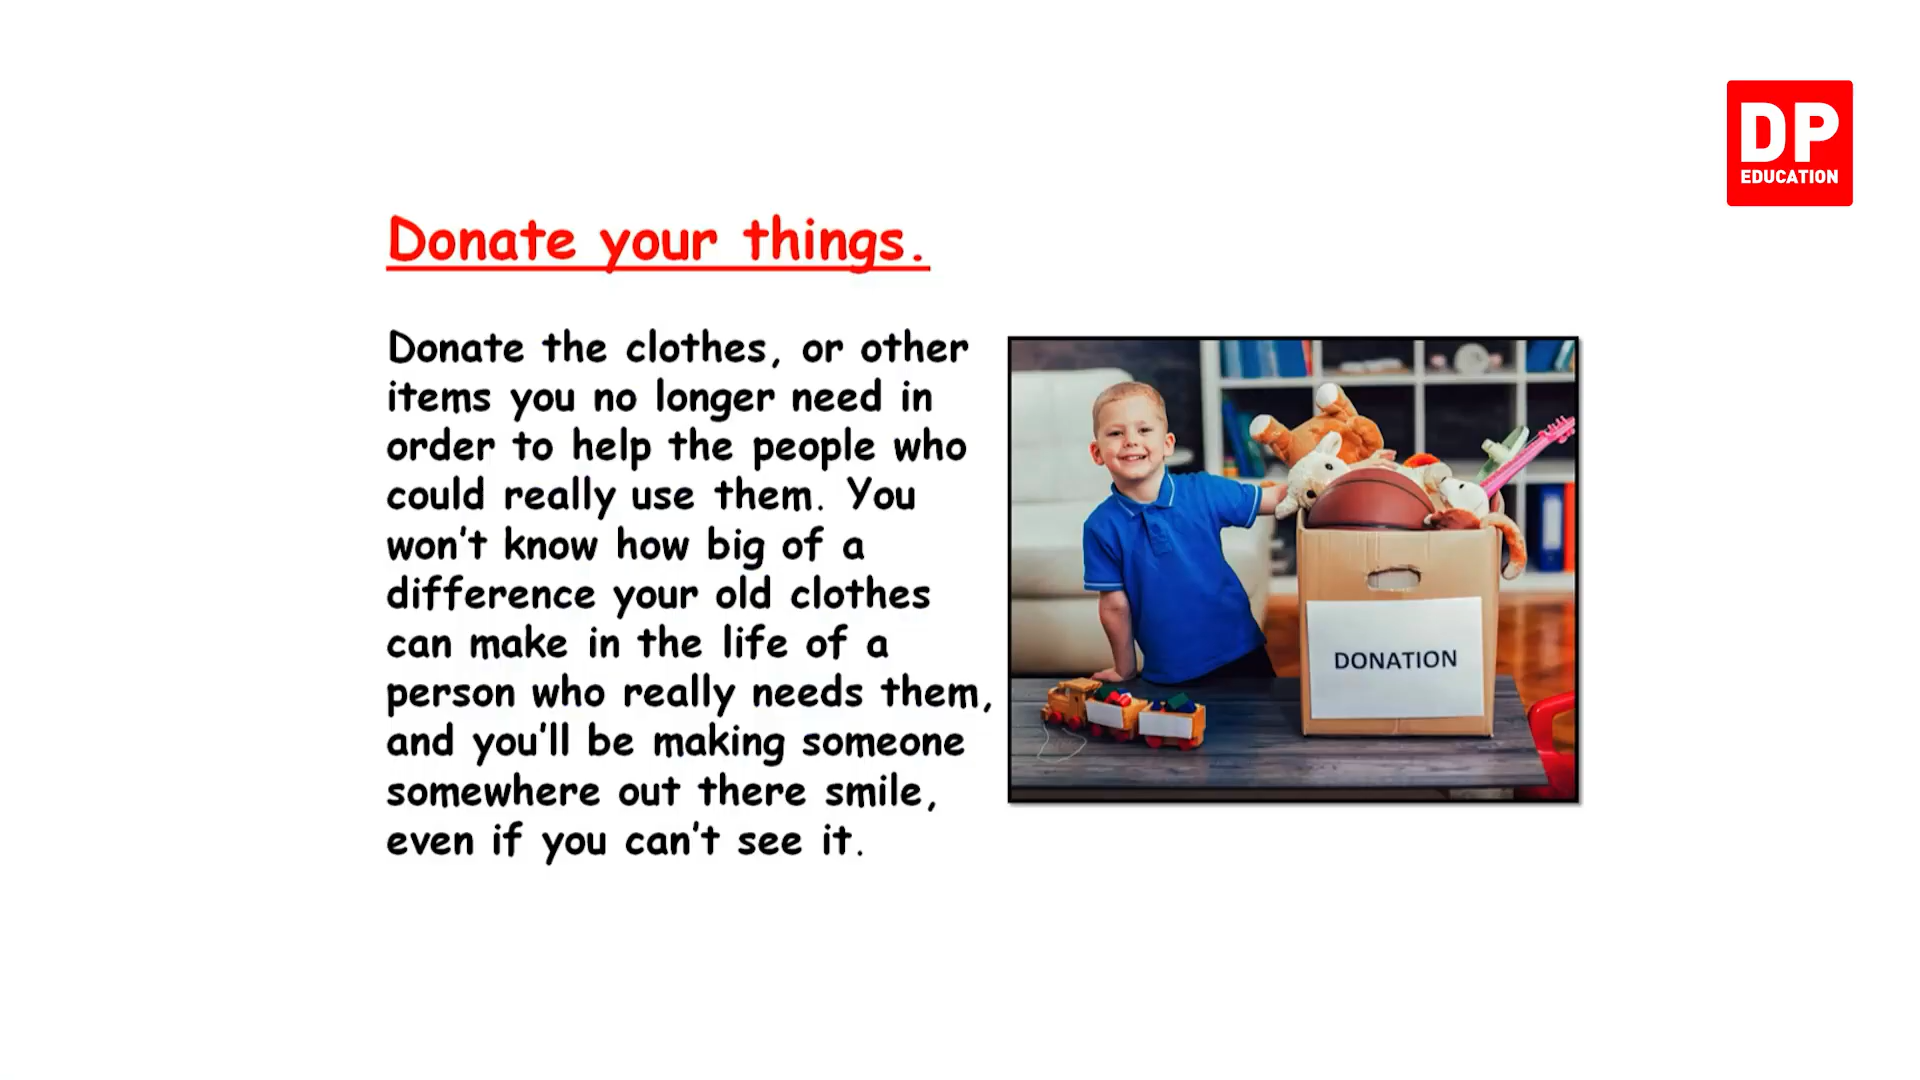 DP
EDUCATION
Donate your things.
Donate the clothes, or other
items you no longer need in
order to help the people who
could really use them. You
won't know how big of a
difference your old clothes
can make in the life of a
person who really needs them,
and you'll be making someone
somewhere out there smile,
even if you can't see it.
DONATION